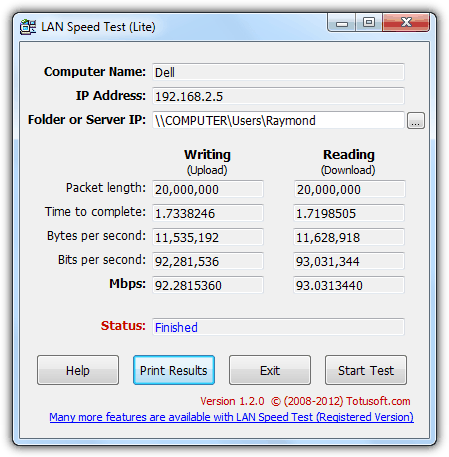 LAN Speed Test (Lite)
Computer Name: Dell
IP Address: 192.168.2.5
Folder or Server IP: \\COMPUTER\Users\Raymond ...
Writing Reading
(Upload) (Download)
Packet length: 20,000,000 20,000,000
Time to complete: 1.7338246 1.7198505
Bytes per second: 11,535,192 11,628,918
Bits per second: 92,281,536 93,031,344
Mbps: 92.2815360 93.0313440
Status: Finished
Help Print Results Exit Start Test
Version 1.2.0 © (2008-2012) Totusoft.com
Many more features are available with LAN Speed Test (Registered Version)